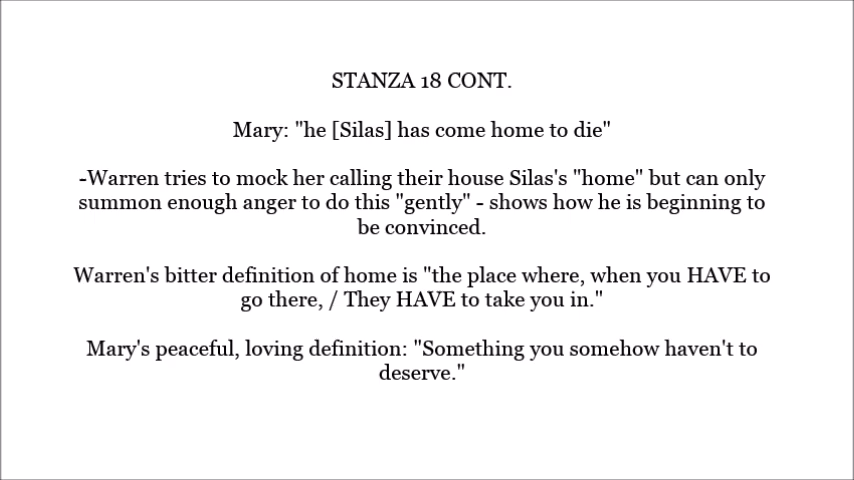 STANZA 18 CONT.
Mary: "he [Silas] has come home to die"
-Warren tries to mock her calling their house Silas's "home" but can only
summon enough anger to do this "gently" - shows how he is beginning to
be convinced.
Warren's bitter definition of home is "the place where, when you HAVE to
go there, / They HAVE to take you in."
Mary's peaceful, loving definition: "Something you somehow haven't to
deserve."